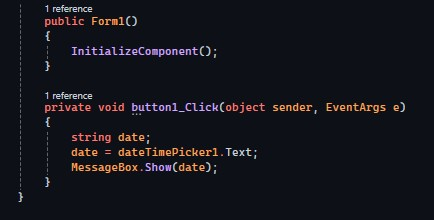 1 reference
public Form1()
{
InitializeComponent();
}
1 reference
private void button1_Click(object sender, EventArgs e)
{
string date;
date = dateTimePicker1.Text;
MessageBox.Show(date);
}
}